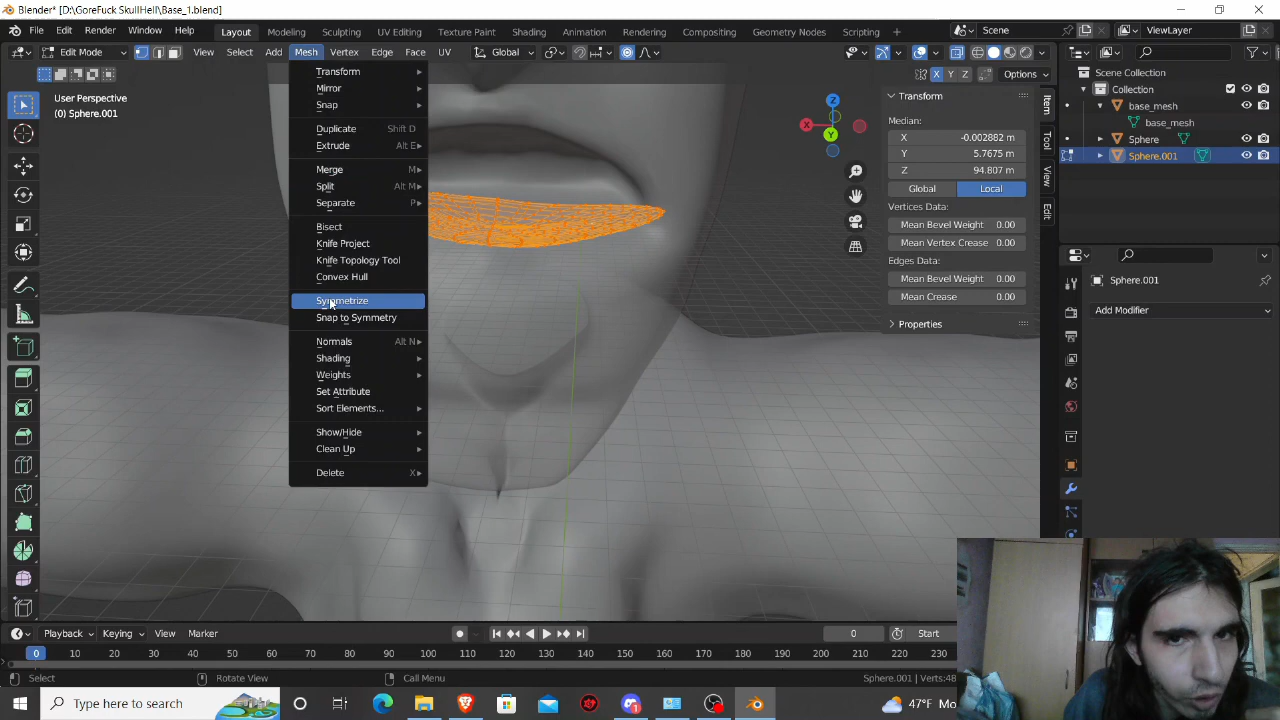 Blender* [D:\GoreFuck SkullHell\Base_1.blend]
File Edit Render Window Help Layout Modeling Sculpting UV Editing Texture Paint Shading Animation Rendering Compositing Geometry Nodes Scripting + Scene ViewLayer
Edit Mode View Select Add Mesh Vertex Edge Face UV Global
X Y Z Options
User Perspective
(0) Sphere.001
Transform
Mirror
Snap
Duplicate Shift D
Extrude Alt E
Merge M
Split Alt M
Separate P
Bisect
Knife Project
Knife Topology Tool
Convex Hull
Symmetrize
Snap to Symmetry
Normals Alt N
Shading
Weights
Set Attribute
Sort Elements...
Show/Hide
Clean Up
Delete X
Z
X
Y
Transform
Median:
X -0.002882 m
Y 5.7675 m
Z 94.807 m
Global Local
Vertices Data:
Mean Bevel Weight 0.00
Mean Vertex Crease 0.00
Edges Data:
Mean Bevel Weight 0.00
Mean Crease 0.00
Properties
Item
Tool
View
Edit
Scene Collection
Collection
base_mesh
base_mesh
Sphere
Sphere.001
Sphere.001
Add Modifier
Playback Keying View Marker 0 Start
0 10 20 30 40 50 60 70 80 90 100 110 120 130 140 150 160 170 180 190 200 210 220 230
Select Rotate View Call Menu Sphere.001 | Verts:48
Type here to search 47°F Mo